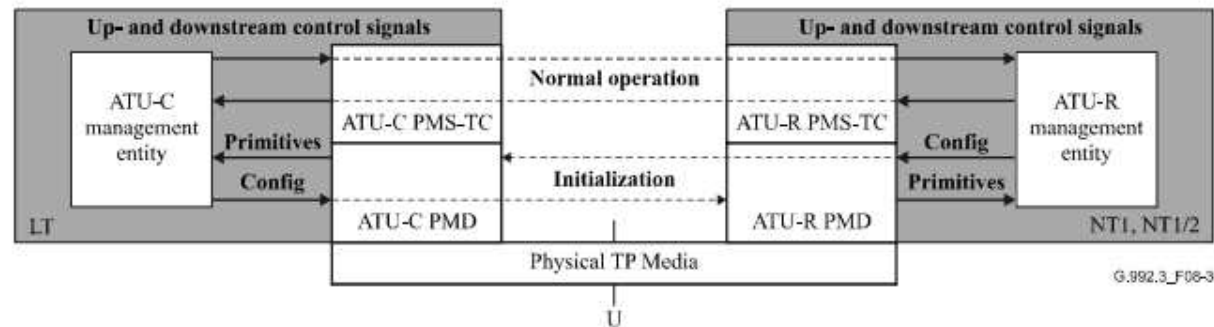 Up- and downstream control signals
Up- and downstream control signals
Normal operation
ATU-C
management
entity
ATU-R
management
entity
ATU-C PMS-TC
ATU-R PMS-TC
Primitives
Config
Config
Initialization
Primitives
LT
ATU-C PMD
ATU-R PMD
NT1, NT1/2
Physical TP Media
G.992.3_F08-3
U